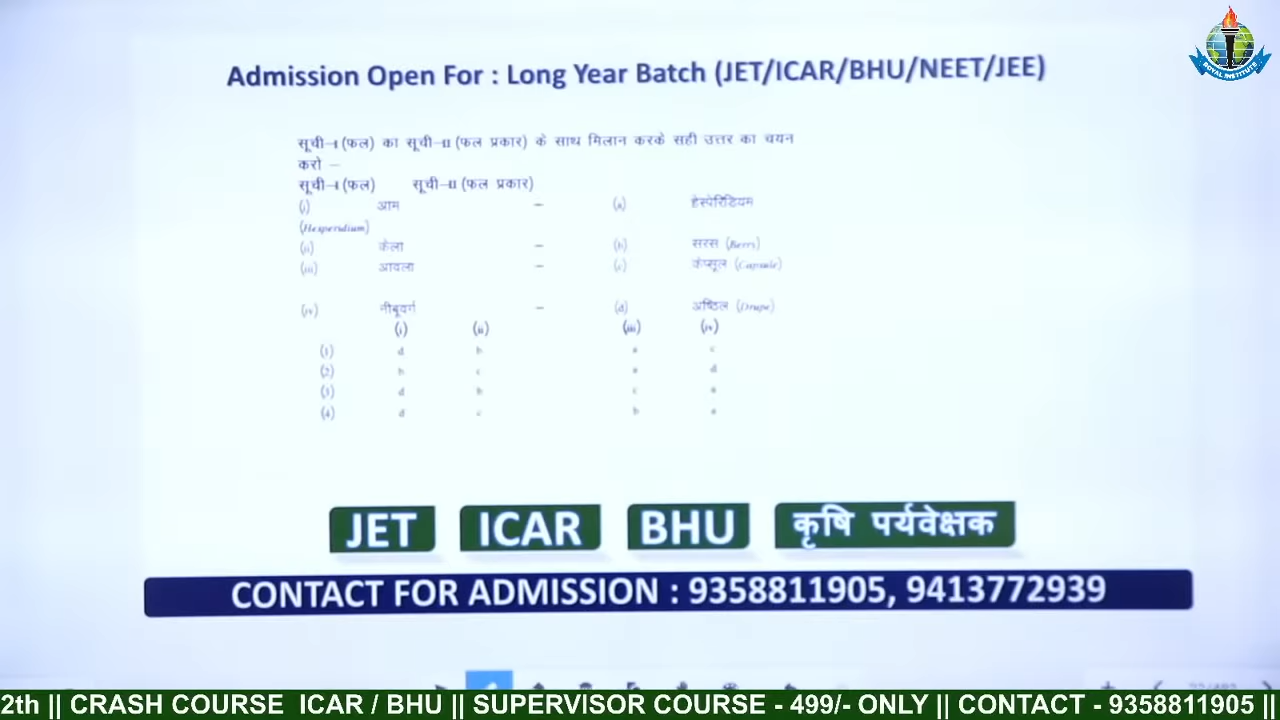 ROYAL INSTITUTE
Admission Open For : Long Year Batch (JET/ICAR/BHU/NEET/JEE)
सूची-I (फल) का सूची-II (फल प्रकार) के साथ मिलान करके सही उत्तर का चयन
करो –
सूची-I (फल) सूची-II (फल प्रकार)
(i) आम – (a) हेस्पेरिडियम
(Hesperidium)
(ii) केला – (b) सरस (Berry)
(iii) आवला – (c) कैप्सूल (Capsule)
(iv) नीबूवर्ग – (d) अष्ठिल (Drupe)
(i) (ii) (iii) (iv)
(1) d b a c
(2) b c a d
(3) d b c a
(4) d c b a
JET ICAR BHU कृषि पर्यवेक्षक
CONTACT FOR ADMISSION : 9358811905, 9413772939
2th || CRASH COURSE ICAR / BHU || SUPERVISOR COURSE - 499/- ONLY || CONTACT - 9358811905 ||